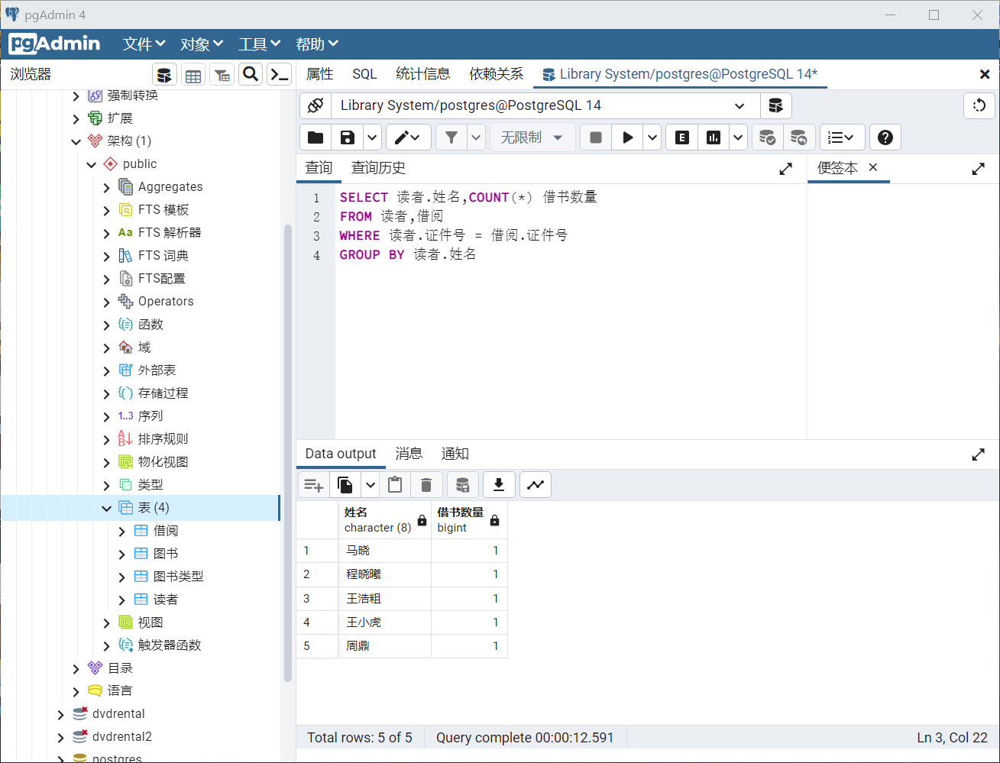 pgAdmin 4
pgAdmin 文件 对象 工具 帮助
浏览器
属性 SQL 统计信息 依赖关系 Library System/postgres@PostgreSQL 14*
Library System/postgres@PostgreSQL 14
无限制
E
查询 查询历史
便签本
1 SELECT 读者.姓名,COUNT(*) 借书数量
2 FROM 读者,借阅
3 WHERE 读者.证件号 = 借阅.证件号
4 GROUP BY 读者.姓名
强制转换
扩展
架构 (1)
public
Aggregates
FTS 模板
Aa FTS 解析器
FTS 词典
FTS配置
Operators
函数
域
外部表
存储过程
1..3 序列
排序规则
物化视图
类型
表 (4)
借阅
图书
图书类型
读者
视图
触发器函数
目录
语言
dvdrental
dvdrental2
postgres
Data output 消息 通知
姓名 借书数量
character (8) bigint
1 马晓 1
2 程晓曦 1
3 王浩粗 1
4 王小虎 1
5 周鼎 1
Total rows: 5 of 5 Query complete 00:00:12.591 Ln 3, Col 22